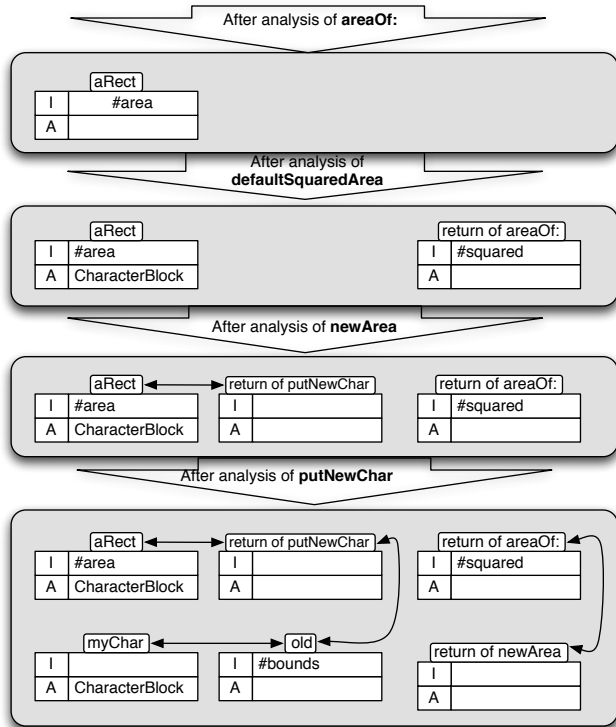 After analysis of areaOf:
aRect
I #area
A
After analysis of
defaultSquaredArea
aRect return of areaOf:
I #area I #squared
A CharacterBlock A
After analysis of newArea
aRect return of putNewChar return of areaOf:
I #area I I #squared
A CharacterBlock A A
After analysis of putNewChar
aRect return of putNewChar return of areaOf:
I #area I I #squared
A CharacterBlock A A
myChar old return of newArea
I I #bounds I
A CharacterBlock A A